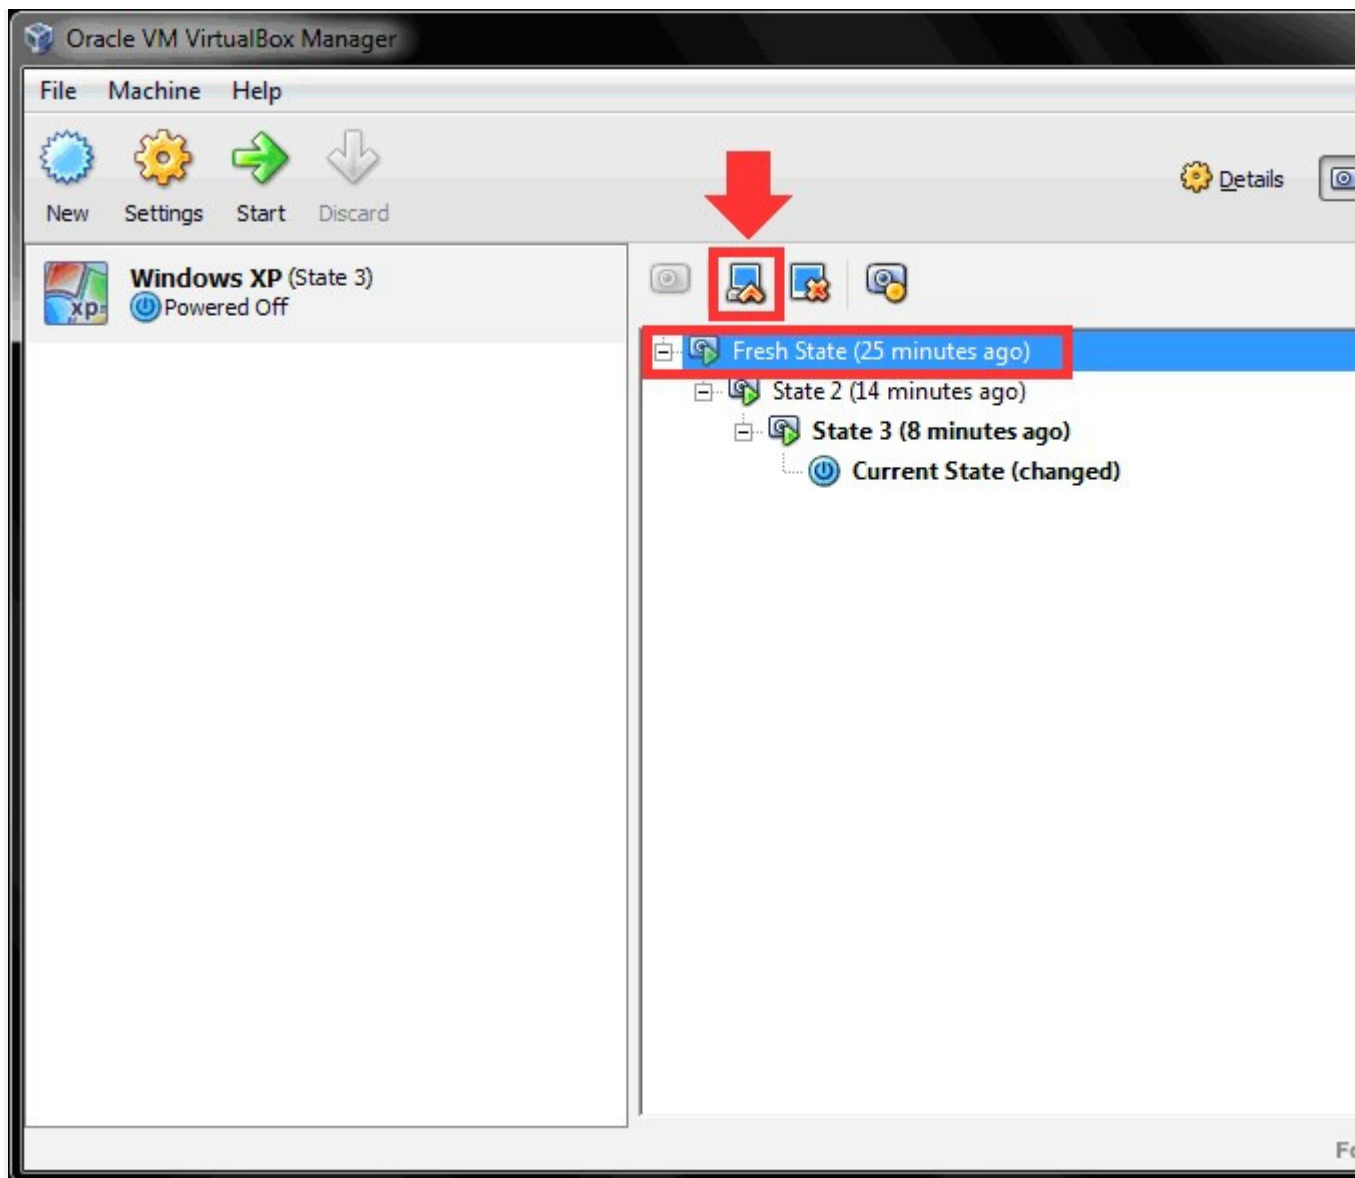 Oracle VM VirtualBox Manager
File Machine Help
New Settings Start Discard
Details
Windows XP (State 3)
Powered Off
xp
Fresh State (25 minutes ago)
State 2 (14 minutes ago)
State 3 (8 minutes ago)
Current State (changed)